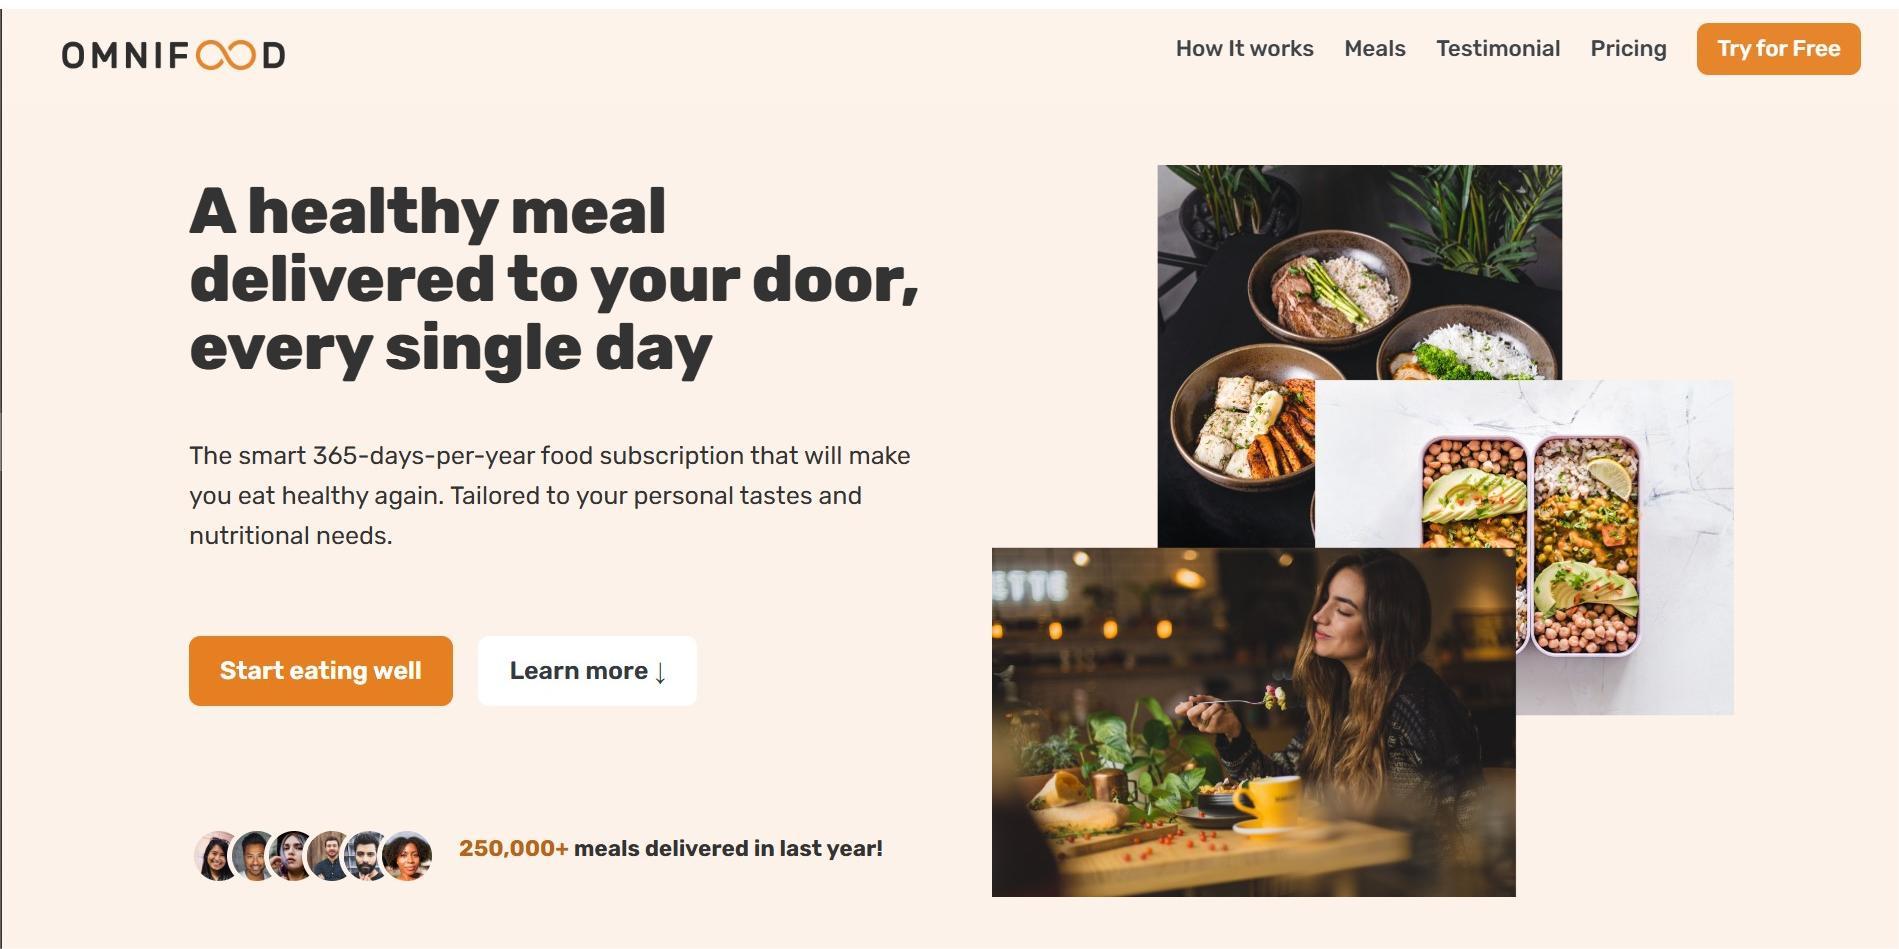 OMNIFOOD
How It works
Meals
Testimonial
Pricing
Try for Free
A healthy meal
delivered to your door,
every single day
The smart 365-days-per-year food subscription that will make
you eat healthy again. Tailored to your personal tastes and
nutritional needs.
Start eating well
Learn more ↓
250,000+ meals delivered in last year!
ETTE